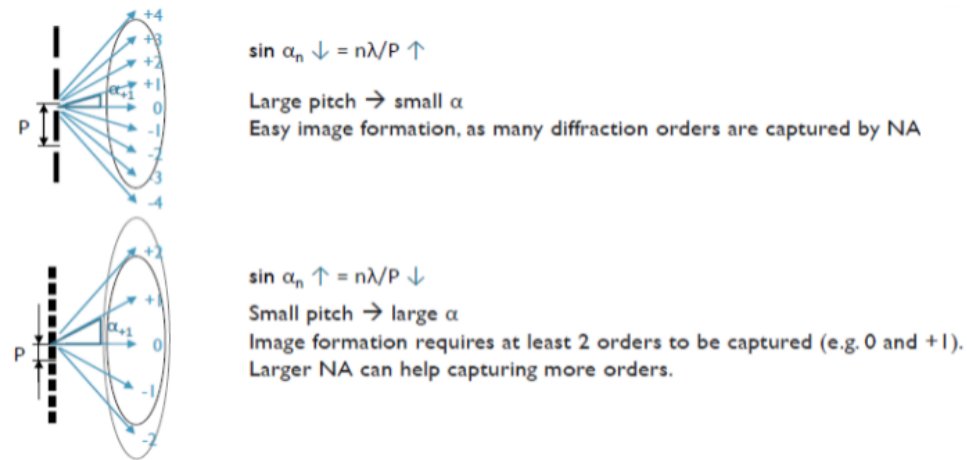 +4
+3
+2
+1
α+1
0
-1
-2
-3
-4
P
sin αn ↓ = nλ/P ↑
Large pitch → small α
Easy image formation, as many diffraction orders are captured by NA
+2
+1
α+1
0
-1
-2
P
sin αn ↑ = nλ/P ↓
Small pitch → large α
Image formation requires at least 2 orders to be captured (e.g. 0 and +1).
Larger NA can help capturing more orders.